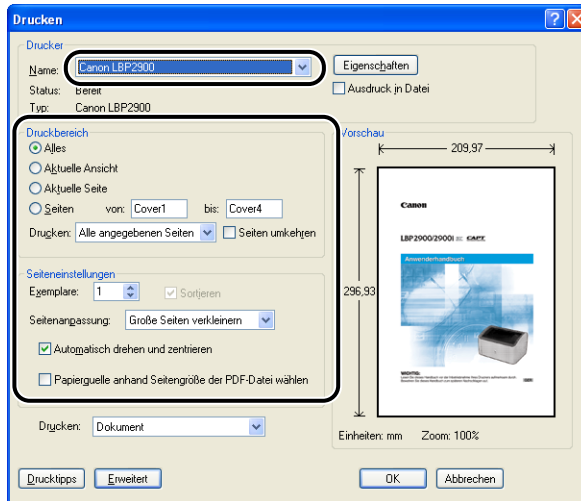 Drucken
Drucker
Name: Canon LBP2900 Eigenschaften
Status: Bereit Ausdruck in Datei
Typ: Canon LBP2900
Druckbereich
Alles
Aktuelle Ansicht
Aktuelle Seite
Seiten von: Cover1 bis: Cover4
Drucken: Alle angegebenen Seiten Seiten umkehren
Seiteneinstellungen
Exemplare: 1 Sortieren
Seitenanpassung: Große Seiten verkleinern
Automatisch drehen und zentrieren
Papierquelle anhand Seitengröße der PDF-Datei wählen
Drucken: Dokument
Vorschau
209,97
296,93
Canon
LBP2900/2900i CAPT
Anwenderhandbuch
WICHTIG:
Einheiten: mm Zoom: 100%
Drucktipps Erweitert OK Abbrechen